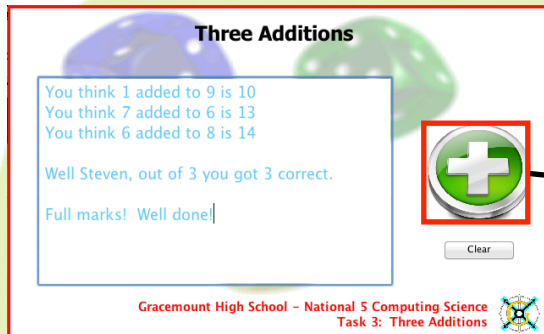 Three Additions
You think 1 added to 9 is 10
You think 7 added to 6 is 13
You think 6 added to 8 is 14
Well Steven, out of 3 you got 3 correct.
Full marks!  Well done!
Clear
Gracemount High School – National 5 Computing Science
Task 3:  Three Additions